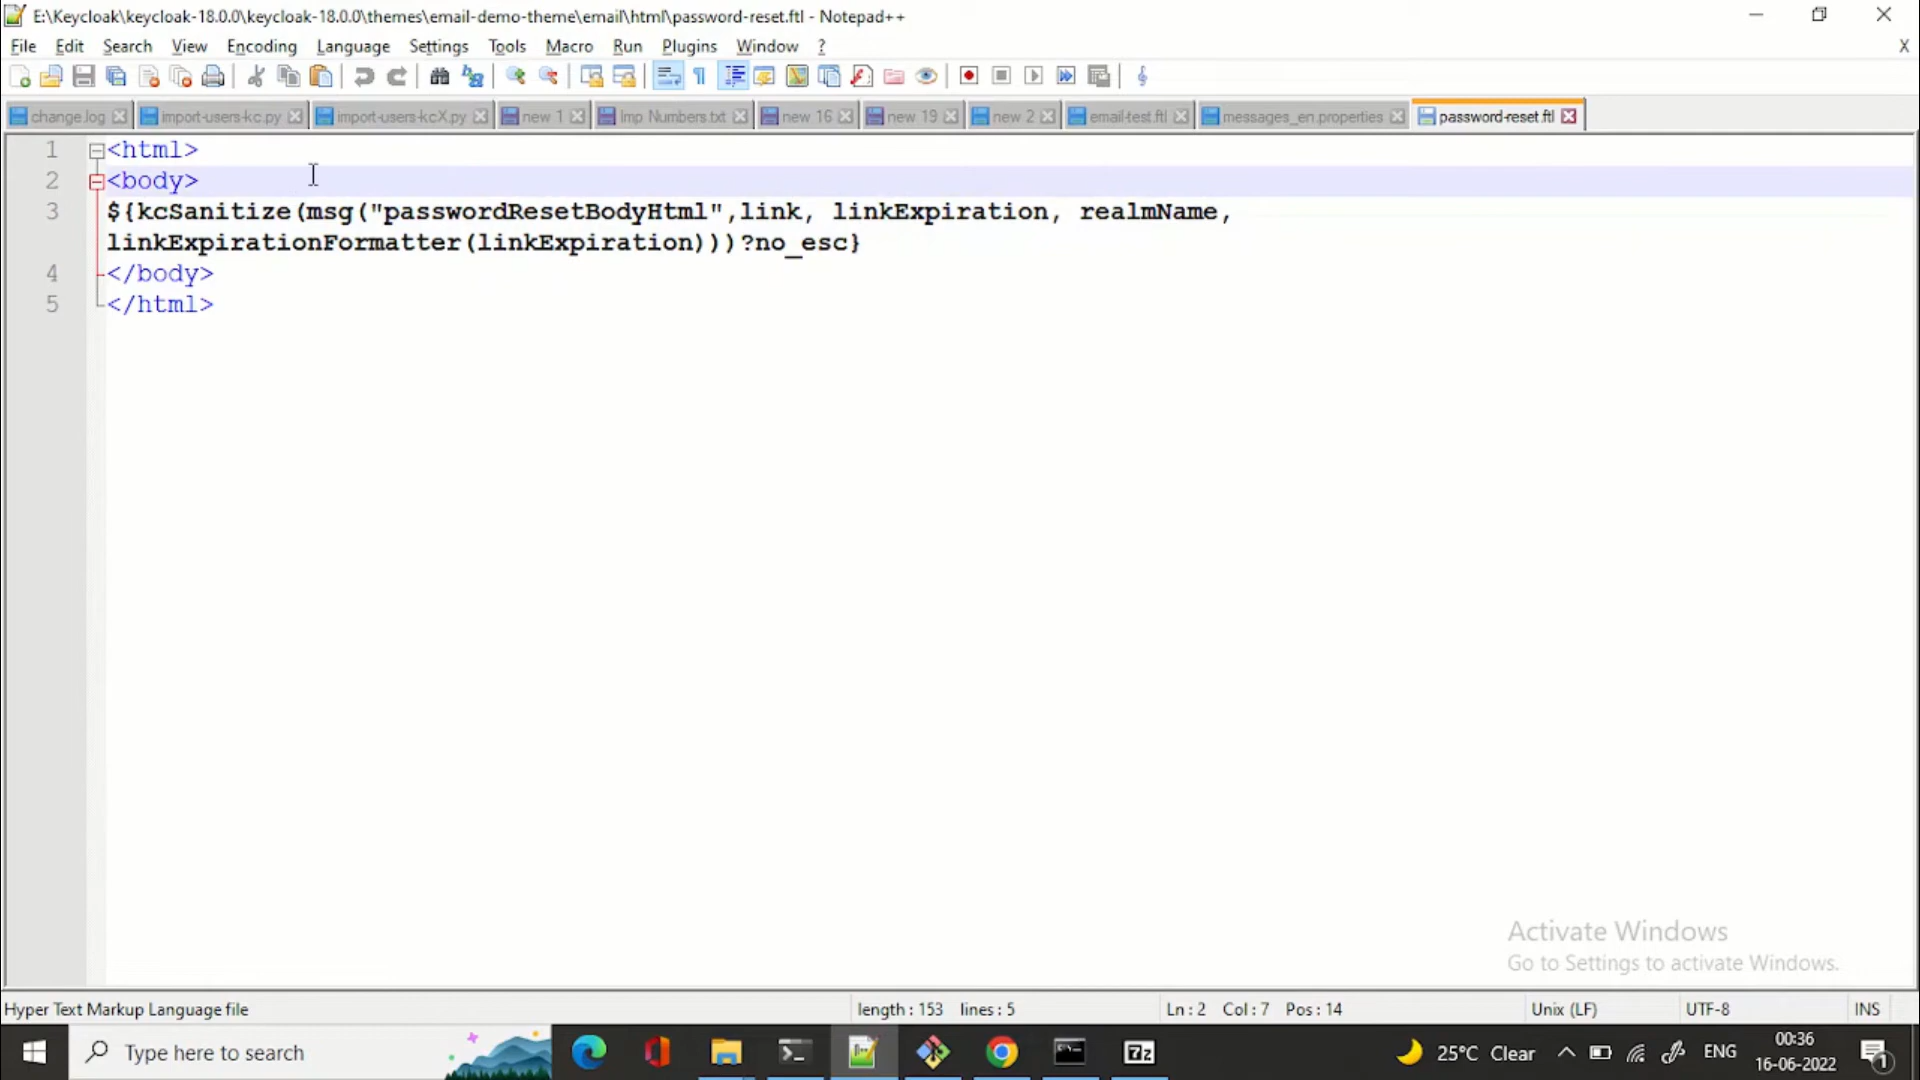 E:\Keycloak\keycloak-18.0.0\keycloak-18.0.0\themes\email-demo-theme\email\html\password-reset.ftl - Notepad++
File Edit Search View Encoding Language Settings Tools Macro Run Plugins Window ? X
change.log import-users-kc.py import-users-kcX.py new 1 Imp Numbers.txt new 16 new 19 new 2 email-test.ftl messages_en.properties password-reset.ftl
1 <html>
2 <body>
3 ${kcSanitize(msg("passwordResetBodyHtml",link, linkExpiration, realmName,
linkExpirationFormatter(linkExpiration)))?no_esc}
4 </body>
5 </html>
Activate Windows
Go to Settings to activate Windows.
Hyper Text Markup Language file length : 153 lines : 5 Ln : 2 Col : 7 Pos : 14 Unix (LF) UTF-8 INS
Type here to search 7z 25°C Clear ENG 00:36
16-06-2022 1